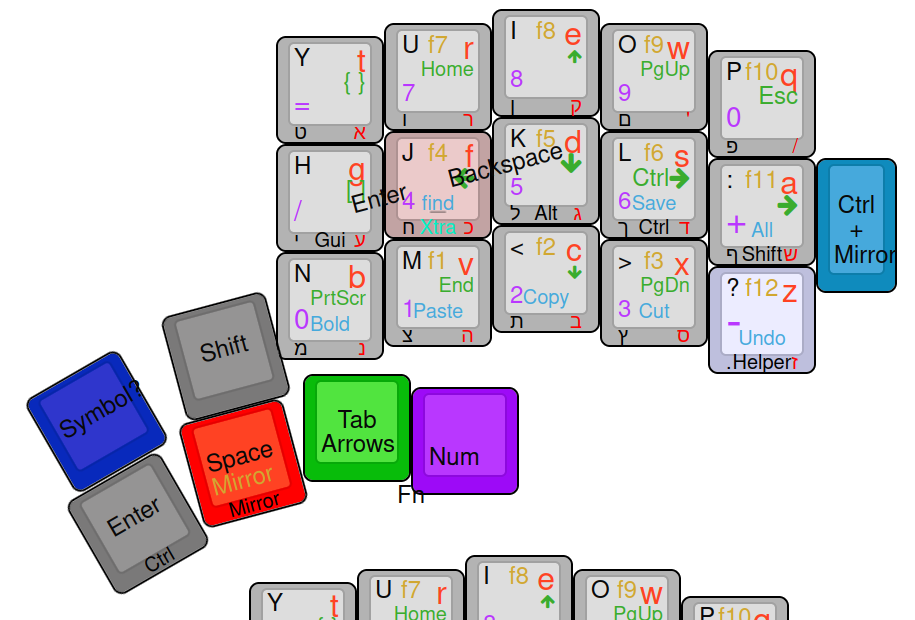 Y t
{ }
=
ט א
U f7 r
Home
7
ו ר
I f8 e
8
ן ק
O f9 w
PgUp
9
ם '
P f10 q
Esc
0
פ /
H g
[]
/
י Gui ע
J f4 f
4 find
ח Xtra כ
Enter
Backspace
K f5 d
5
ל Alt ג
L f6 s
Ctrl
6 Save
ך Ctrl ד
: f11 a
+ All
ף Shift ש
Ctrl
+
Mirror
N b
PrtScr
0 Bold
מ נ
M f1 v
End
1 Paste
צ ה
< f2 c
2 Copy
ת ב
> f3 x
PgDn
3 Cut
ץ ס
? f12 z
- Undo
. Helper ז
Shift
Symbol?
Space
Mirror
Mirror
Enter
Ctrl
Tab
Arrows
Num
Fn
Y t
U f7 r
Home
I f8 e
O f9 w
PgUp
P f10 q